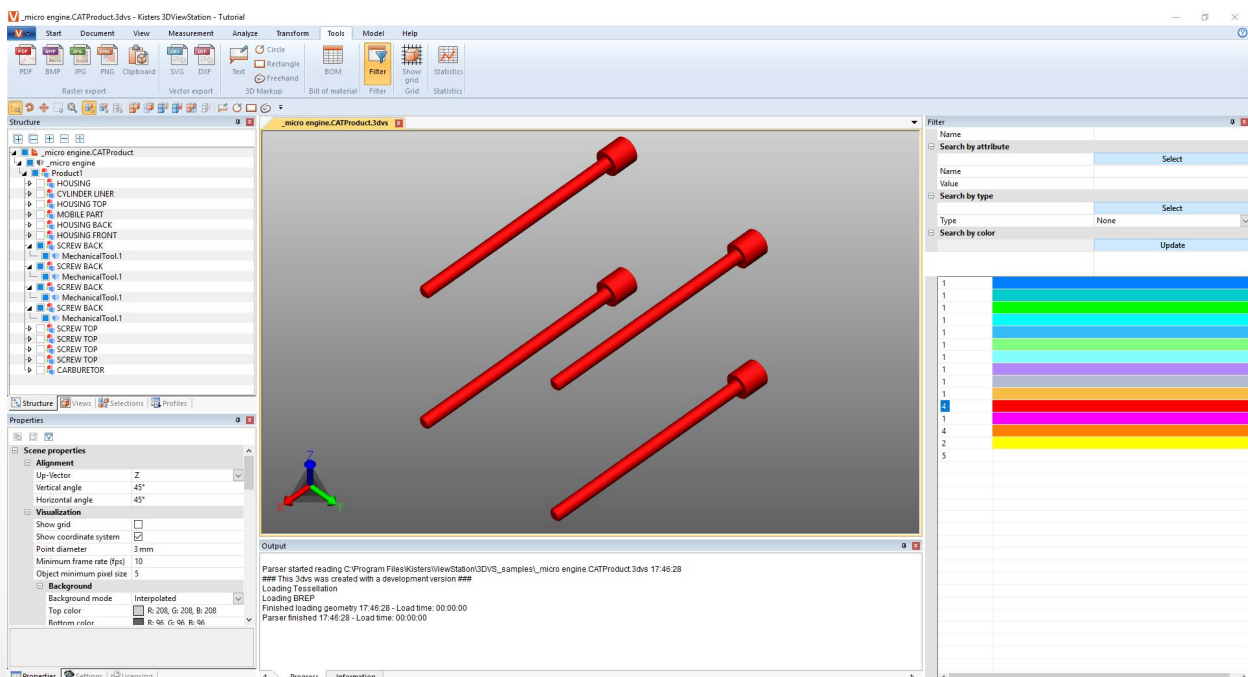 _micro engine.CATProduct.3dvs - Kisters 3DViewStation - Tutorial
Start Document View Measurement Analyze Transform Tools Model Help
PDF BMP JPG PNG Clipboard SVG DXF Text Circle Rectangle Freehand BOM Filter Show grid Statistics
Raster export Vector export 3D Markup Bill of material Filter Grid Statistics
Structure
_micro engine.CATProduct
_micro engine
Product1
HOUSING
CYLINDER LINER
HOUSING TOP
MOBILE PART
HOUSING BACK
HOUSING FRONT
SCREW BACK
MechanicalTool.1
SCREW BACK
MechanicalTool.1
SCREW BACK
MechanicalTool.1
SCREW BACK
MechanicalTool.1
SCREW TOP
SCREW TOP
SCREW TOP
SCREW TOP
CARBURETOR
Structure Views Selections Profiles
Properties
Scene properties
Alignment
Up-Vector Z
Vertical angle 45°
Horizontal angle 45°
Visualization
Show grid
Show coordinate system
Point diameter 3 mm
Minimum frame rate (fps) 10
Object minimum pixel size 5
Background
Background mode Interpolated
Top color R: 208, G: 208, B: 208
Bottom color R: 96, G: 96, B: 96
Properties Settings Licensing
_micro engine.CATProduct.3dvs
Z
X
Y
Output
Parser started reading C:\Program Files\Kisters\ViewStation\3DVS_samples\_micro engine.CATProduct.3dvs 17:46:28
### This 3dvs was created with a development version ###
Loading Tessellation
Loading BREP
Finished loading geometry 17:46:28 - Load time: 00:00:00
Parser finished 17:46:28 - Load time: 00:00:00
Progress Information
Filter
Name
Search by attribute
Select
Name
Value
Search by type
Select
Type None
Search by color
Update
1
1
1
1
1
1
1
1
1
1
4
1
4
2
5